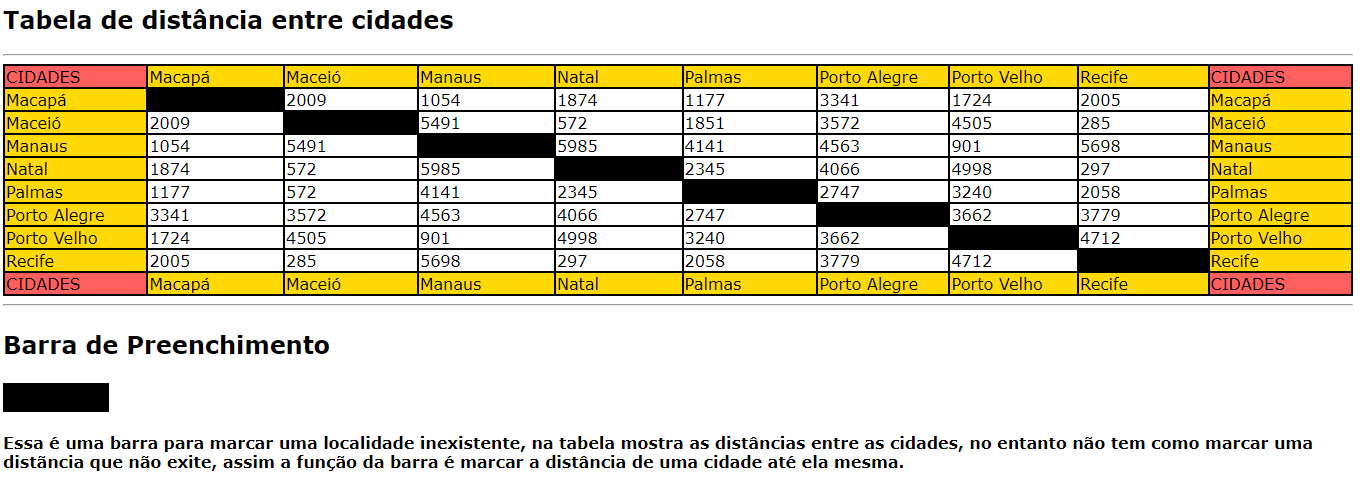 Tabela de distância entre cidades
CIDADES Macapá Maceió Manaus Natal Palmas Porto Alegre Porto Velho Recife CIDADES
Macapá 2009 1054 1874 1177 3341 1724 2005 Macapá
Maceió 2009 5491 572 1851 3572 4505 285 Maceió
Manaus 1054 5491 5985 4141 4563 901 5698 Manaus
Natal 1874 572 5985 2345 4066 4998 297 Natal
Palmas 1177 572 4141 2345 2747 3240 2058 Palmas
Porto Alegre 3341 3572 4563 4066 2747 3662 3779 Porto Alegre
Porto Velho 1724 4505 901 4998 3240 3662 4712 Porto Velho
Recife 2005 285 5698 297 2058 3779 4712 Recife
CIDADES Macapá Maceió Manaus Natal Palmas Porto Alegre Porto Velho Recife CIDADES
Barra de Preenchimento
Essa é uma barra para marcar uma localidade inexistente, na tabela mostra as distâncias entre as cidades, no entanto não tem como marcar uma
distãncia que não exite, assim a função da barra é marcar a distância de uma cidade até ela mesma.